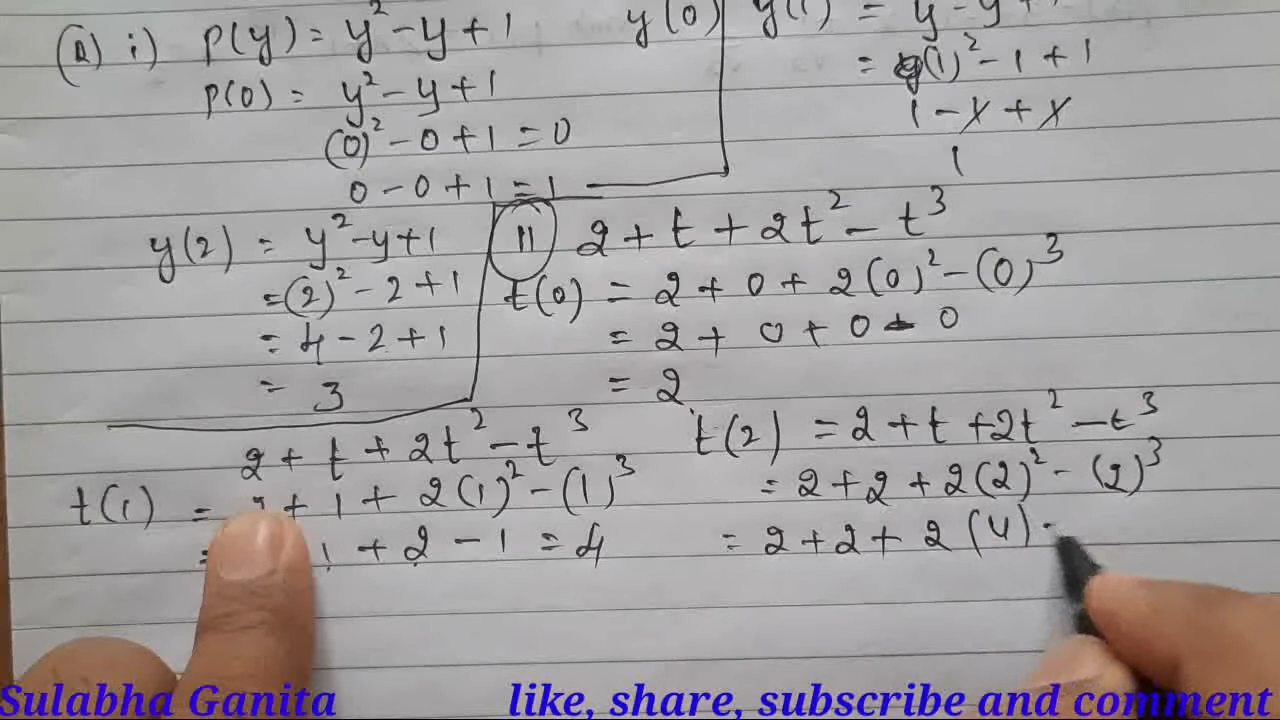 (2) i) P(y) = y² - y + 1
P(0) = y² - y + 1
(0)² - 0 + 1 = 0
0 - 0 + 1 = 1
y(0)
y(1) = y - y +
= (1)² - 1 + 1
1 - 1 + 1
1
y(2) = y² - y + 1
= (2)² - 2 + 1
= 4 - 2 + 1
= 3
II 2 + t + 2t² - t³
t(0) = 2 + 0 + 2(0)² - (0)³
= 2 + 0 + 0 - 0
= 2
2 + t + 2t² - t³
t(1) = + 1 + 2(1)² - (1)³
= 1 + 2 - 1 = 4
t(2) = 2 + t + 2t² - t³
= 2 + 2 + 2(2)² - (2)³
= 2 + 2 + 2(4)
Sulabha Ganita
like, share, subscribe and comment